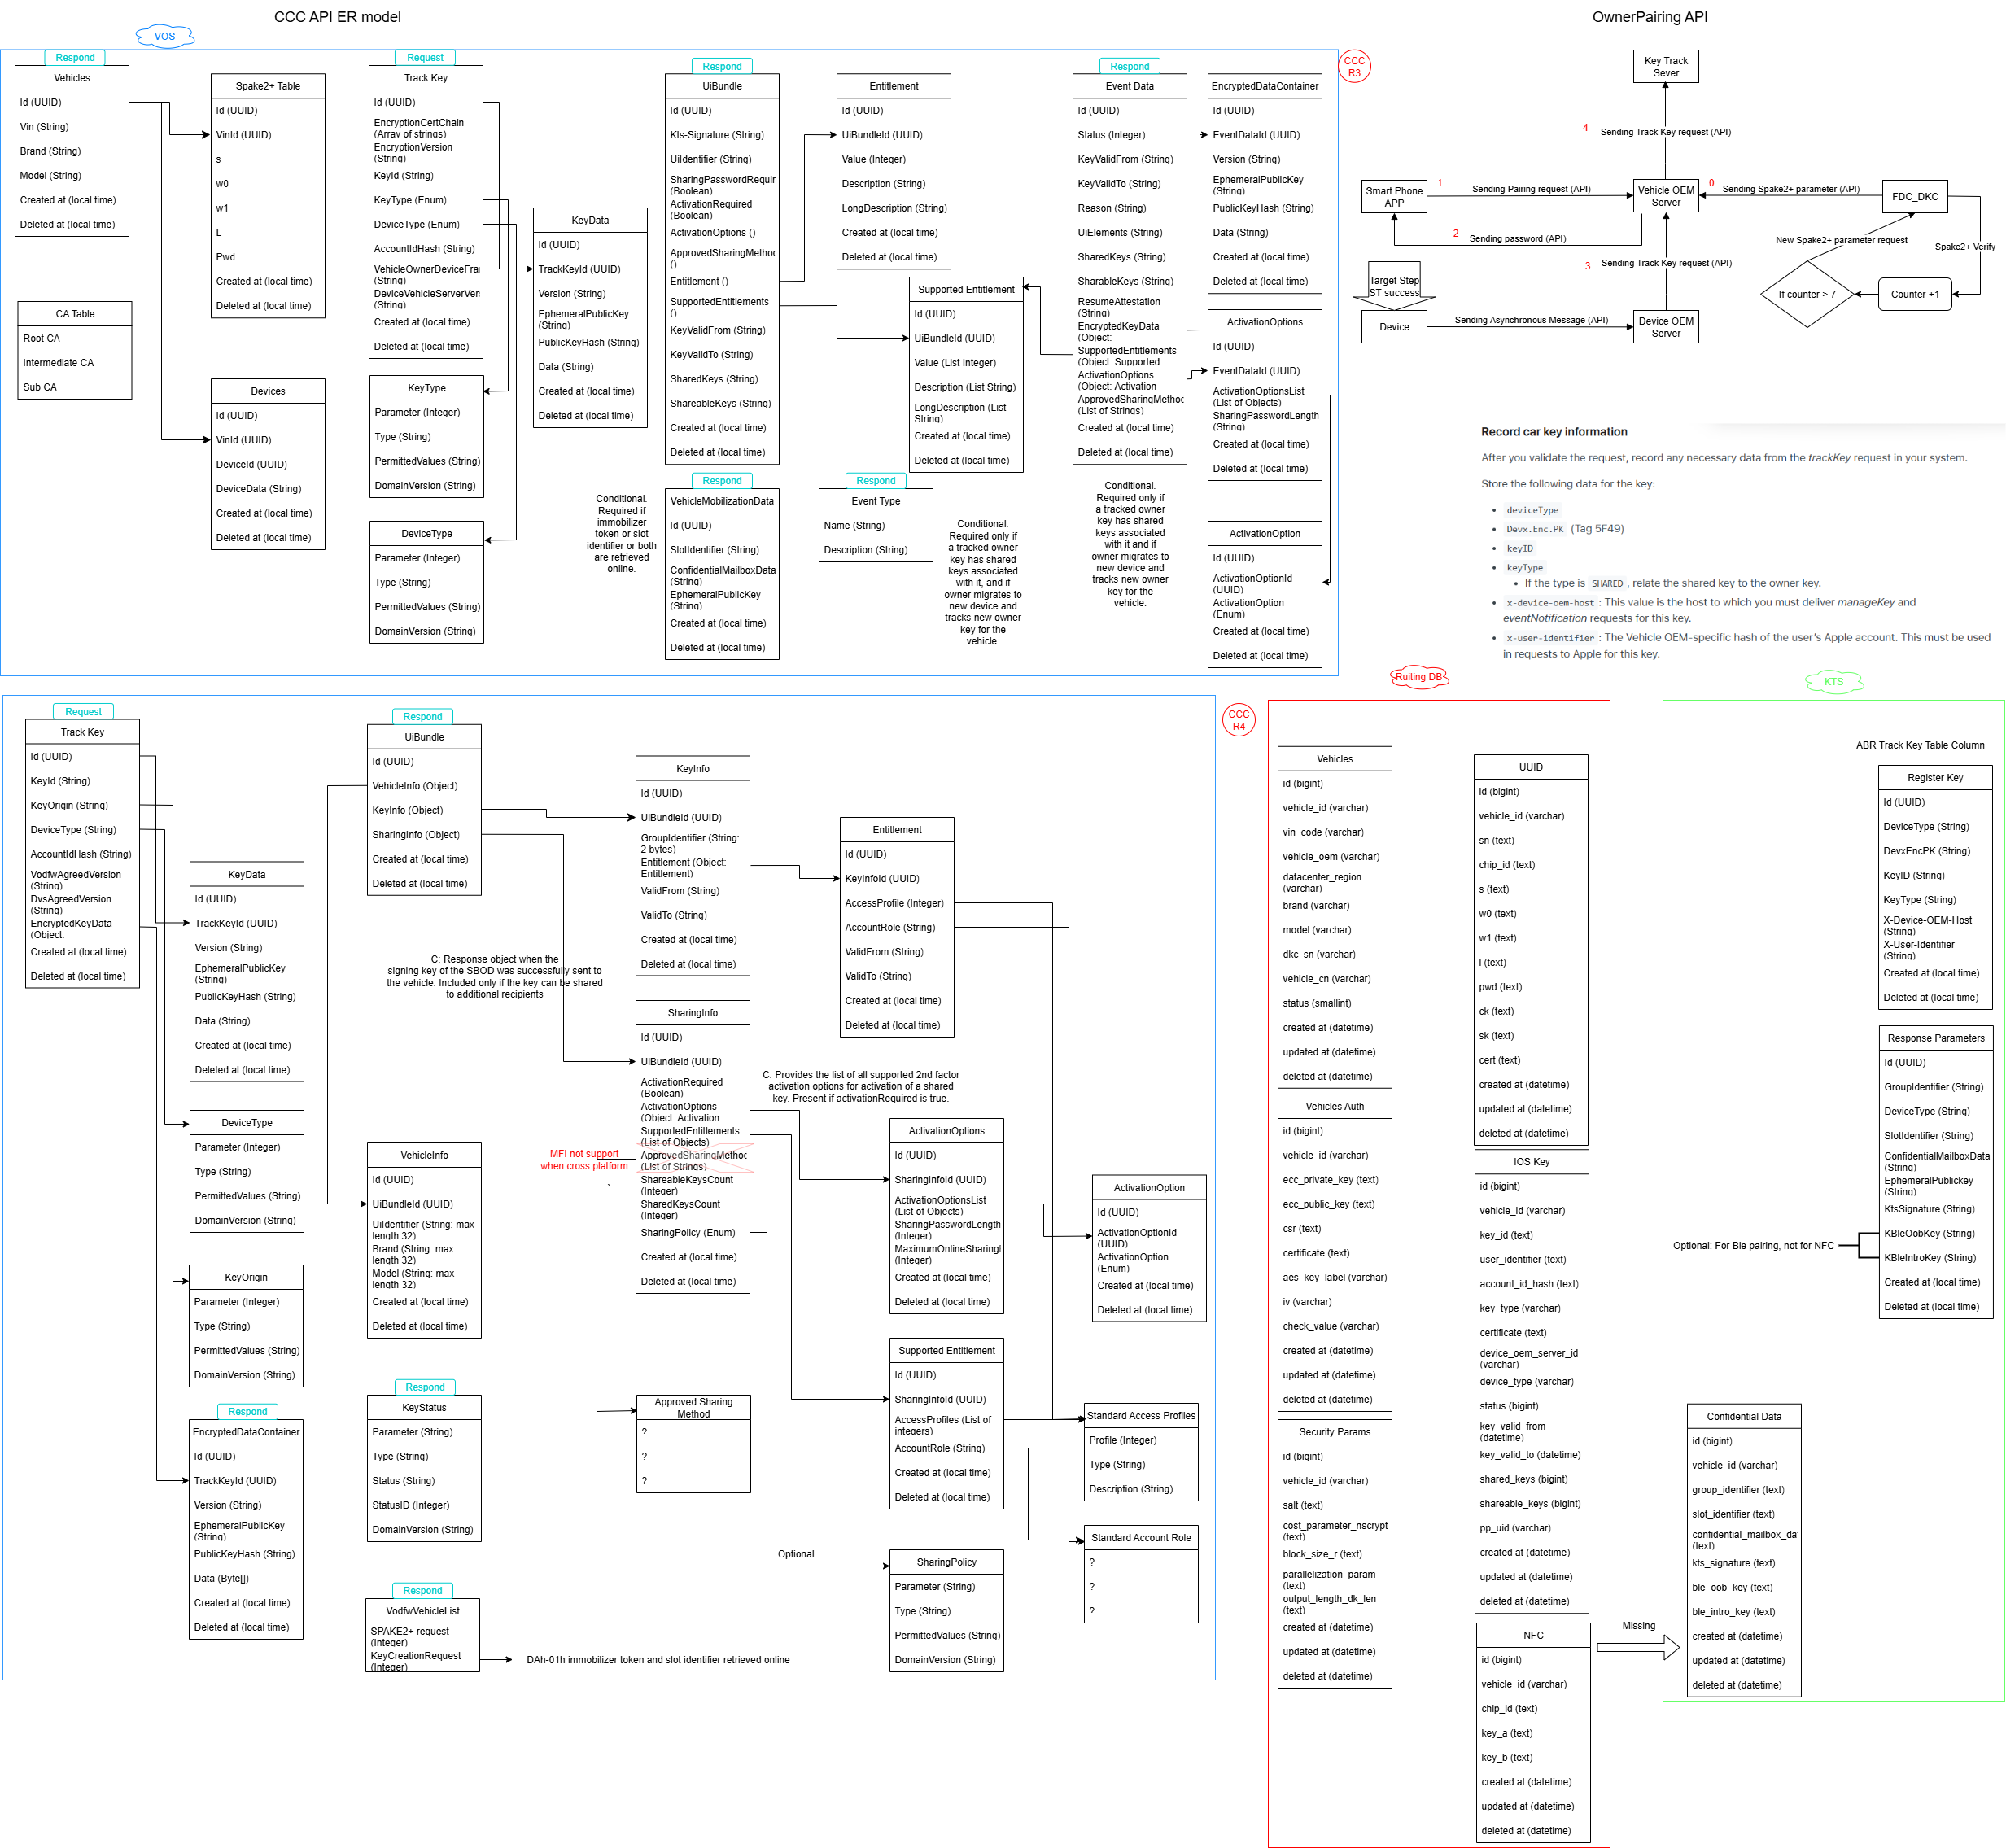 CCC API ER model
VOS
CCC
R3
Respond
Vehicles
Id (UUID)
Vin (String)
Brand (String)
Model (String)
Created at (local time)
Deleted at (local time)
Spake2+ Table
Id (UUID)
VinId (UUID)
s
w0
w1
L
Pwd
Created at (local time)
Deleted at (local time)
CA Table
Root CA
Intermediate CA
Sub CA
Devices
Id (UUID)
VinId (UUID)
DeviceId (UUID)
DeviceData (String)
Created at (local time)
Deleted at (local time)
Request
Track Key
Id (UUID)
EncryptionCertChain
(Array of strings)
EncryptionVersion
(String)
KeyId (String)
KeyType (Enum)
DeviceType (Enum)
AccountIdHash (String)
VehicleOwnerDeviceFra
(String)
DeviceVehicleServerVer
(String)
Created at (local time)
Deleted at (local time)
KeyType
Parameter (Integer)
Type (String)
PermittedValues (String)
DomainVersion (String)
DeviceType
Parameter (Integer)
Type (String)
PermittedValues (String)
DomainVersion (String)
KeyData
Id (UUID)
TrackKeyId (UUID)
Version (String)
EphemeralPublicKey
(String)
PublicKeyHash (String)
Data (String)
Created at (local time)
Deleted at (local time)
Respond
UiBundle
Id (UUID)
Kts-Signature (String)
UiIdentifier (String)
SharingPasswordRequir
(Boolean)
ActivationRequired
(Boolean)
ActivationOptions ()
ApprovedSharingMethod
()
Entitlement ()
SupportedEntitlements
()
KeyValidFrom (String)
KeyValidTo (String)
SharedKeys (String)
ShareableKeys (String)
Created at (local time)
Deleted at (local time)
Entitlement
Id (UUID)
UiBundleId (UUID)
Value (Integer)
Description (String)
LongDescription (String)
Created at (local time)
Deleted at (local time)
Supported Entitlement
Id (UUID)
UiBundleId (UUID)
Value (List Integer)
Description (List String)
LongDescription (List
String)
Created at (local time)
Deleted at (local time)
Conditional.
Required if
immobilizer
token or slot
identifier or both
are retrieved
online.
Respond
VehicleMobilizationData
Id (UUID)
SlotIdentifier (String)
ConfidentialMailboxData
(String)
EphemeralPublicKey
(String)
Created at (local time)
Deleted at (local time)
Respond
Event Type
Name (String)
Description (String)
Conditional.
Required only if
a tracked owner
key has shared
keys associated
with it, and if
owner migrates to
new device and
tracks new owner
key for the
vehicle.
Respond
Event Data
Id (UUID)
Status (Integer)
KeyValidFrom (String)
KeyValidTo (String)
Reason (String)
UiElements (String)
SharedKeys (String)
SharableKeys (String)
ResumeAttestation
(String)
EncryptedKeyData
(Object:
SupportedEntitlements
(Object: Supported
ActivationOptions
(Object: Activation
ApprovedSharingMethod
(List of Strings)
Created at (local time)
Deleted at (local time)
Conditional.
Required only if
a tracked owner
key has shared
keys associated
with it and if
owner migrates to
new device and
tracks new owner
key for the
vehicle.
EncryptedDataContainer
Id (UUID)
EventDataId (UUID)
Version (String)
EphemeralPublicKey
(String)
PublicKeyHash (String)
Data (String)
Created at (local time)
Deleted at (local time)
ActivationOptions
Id (UUID)
EventDataId (UUID)
ActivationOptionsList
(List of Objects)
SharingPasswordLength
(String)
Created at (local time)
Deleted at (local time)
ActivationOption
Id (UUID)
ActivationOptionId
(UUID)
ActivationOption
(Enum)
Created at (local time)
Deleted at (local time)
OwnerPairing API
Key Track
Sever
4
Sending Track Key request (API)
Smart Phone
APP
1
Sending Pairing request (API)
Vehicle OEM
Server
0
Sending Spake2+ parameter (API)
FDC_DKC
2
Sending password (API)
New Spake2+ parameter request
Spake2+ Verify
3
Sending Track Key request (API)
Target Step
ST success
If counter > 7
Counter +1
Device
Sending Asynchronous Message (API)
Device OEM
Server
Record car key information
After you validate the request, record any necessary data from the trackKey request in your system.
Store the following data for the key:
• deviceType
• Devx.Enc.PK (Tag 5F49)
• keyID
• keyType
• If the type is SHARED , relate the shared key to the owner key.
• x-device-oem-host : This value is the host to which you must deliver manageKey and
eventNotification requests for this key.
• x-user-identifier : The Vehicle OEM-specific hash of the user's Apple account. This must be used
in requests to Apple for this key.
CCC
R4
Request
Track Key
Id (UUID)
KeyId (String)
KeyOrigin (String)
DeviceType (String)
AccountIdHash (String)
VodfwAgreedVersion
(String)
DvsAgreedVersion
(String)
EncryptedKeyData
(Object:
Created at (local time)
Deleted at (local time)
KeyData
Id (UUID)
TrackKeyId (UUID)
Version (String)
EphemeralPublicKey
(String)
PublicKeyHash (String)
Data (String)
Created at (local time)
Deleted at (local time)
DeviceType
Parameter (Integer)
Type (String)
PermittedValues (String)
DomainVersion (String)
KeyOrigin
Parameter (Integer)
Type (String)
PermittedValues (String)
DomainVersion (String)
Respond
EncryptedDataContainer
Id (UUID)
TrackKeyId (UUID)
Version (String)
EphemeralPublicKey
(String)
PublicKeyHash (String)
Data (Byte[])
Created at (local time)
Deleted at (local time)
Respond
UiBundle
Id (UUID)
VehicleInfo (Object)
KeyInfo (Object)
SharingInfo (Object)
Created at (local time)
Deleted at (local time)
C: Response object when the
signing key of the SBOD was successfully sent to
the vehicle. Included only if the key can be shared
to additional recipients
VehicleInfo
Id (UUID)
UiBundleId (UUID)
UiIdentifier (String: max
length 32)
Brand (String: max
length 32)
Model (String: max
length 32)
Created at (local time)
Deleted at (local time)
Respond
KeyStatus
Parameter (String)
Type (String)
Status (String)
StatusID (Integer)
DomainVersion (String)
Respond
VodfwVehicleList
SPAKE2+ request
(Integer)
KeyCreationRequest
(Integer)
DAh-01h immobilizer token and slot identifier retrieved online
KeyInfo
Id (UUID)
UiBundleId (UUID)
GroupIdentifier (String:
2 bytes)
Entitlement (Object:
Entitlement)
ValidFrom (String)
ValidTo (String)
Created at (local time)
Deleted at (local time)
SharingInfo
Id (UUID)
UiBundleId (UUID)
ActivationRequired
(Boolean)
ActivationOptions
(Object: Activation
SupportedEntitlements
(List of Objects)
ApprovedSharingMethod
(List of Strings)
ShareableKeysCount
(Integer)
SharedKeysCount
(Integer)
SharingPolicy (Enum)
Created at (local time)
Deleted at (local time)
MFI not support
when cross platform
.
Approved Sharing
Method
?
?
?
Entitlement
Id (UUID)
KeyInfoId (UUID)
AccessProfile (Integer)
AccountRole (String)
ValidFrom (String)
ValidTo (String)
Created at (local time)
Deleted at (local time)
C: Provides the list of all supported 2nd factor
activation options for activation of a shared
key. Present if activationRequired is true.
ActivationOptions
Id (UUID)
SharingInfoId (UUID)
ActivationOptionsList
(List of Objects)
SharingPasswordLength
(Integer)
MaximumOnlineSharingl
(Integer)
Created at (local time)
Deleted at (local time)
ActivationOption
Id (UUID)
ActivationOptionId
(UUID)
ActivationOption
(Enum)
Created at (local time)
Deleted at (local time)
Supported Entitlement
Id (UUID)
SharingInfoId (UUID)
AccessProfiles (List of
integers)
AccountRole (String)
Created at (local time)
Deleted at (local time)
Standard Access Profiles
Profile (Integer)
Type (String)
Description (String)
Standard Account Role
?
?
?
Optional
SharingPolicy
Parameter (String)
Type (String)
PermittedValues (String)
DomainVersion (String)
Ruiting DB
Vehicles
id (bigint)
vehicle_id (varchar)
vin_code (varchar)
vehicle_oem (varchar)
datacenter_region
(varchar)
brand (varchar)
model (varchar)
dkc_sn (varchar)
vehicle_cn (varchar)
status (smallint)
created at (datetime)
updated at (datetime)
deleted at (datetime)
Vehicles Auth
id (bigint)
vehicle_id (varchar)
ecc_private_key (text)
ecc_public_key (text)
csr (text)
certificate (text)
aes_key_label (varchar)
iv (varchar)
check_value (varchar)
created at (datetime)
updated at (datetime)
deleted at (datetime)
Security Params
id (bigint)
vehicle_id (varchar)
salt (text)
cost_parameter_nscrypt
(text)
block_size_r (text)
parallelization_param
(text)
output_length_dk_len
(text)
created at (datetime)
updated at (datetime)
deleted at (datetime)
UUID
id (bigint)
vehicle_id (varchar)
sn (text)
chip_id (text)
s (text)
w0 (text)
w1 (text)
l (text)
pwd (text)
ck (text)
sk (text)
cert (text)
created at (datetime)
updated at (datetime)
deleted at (datetime)
IOS Key
id (bigint)
vehicle_id (varchar)
key_id (text)
user_identifier (text)
account_id_hash (text)
key_type (varchar)
certificate (text)
device_oem_server_id
(varchar)
device_type (varchar)
status (bigint)
key_valid_from
(datetime)
key_valid_to (datetime)
shared_keys (bigint)
shareable_keys (bigint)
pp_uid (varchar)
created at (datetime)
updated at (datetime)
deleted at (datetime)
NFC
id (bigint)
vehicle_id (varchar)
chip_id (text)
key_a (text)
key_b (text)
created at (datetime)
updated at (datetime)
deleted at (datetime)
Missing
KTS
ABR Track Key Table Column
Register Key
Id (UUID)
DeviceType (String)
DevxEncPK (String)
KeyID (String)
KeyType (String)
X-Device-OEM-Host
(String)
X-User-Identifier
(String)
Created at (local time)
Deleted at (local time)
Response Parameters
Id (UUID)
GroupIdentifier (String)
DeviceType (String)
SlotIdentifier (String)
ConfidentialMailboxData
(String)
EphemeralPublickey
(String)
KtsSignature (String)
KBleOobKey (String)
KBleIntroKey (String)
Created at (local time)
Deleted at (local time)
Optional: For Ble pairing, not for NFC
Confidential Data
id (bigint)
vehicle_id (varchar)
group_identifier (text)
slot_identifier (text)
confidential_mailbox_dat
(text)
kts_signature (text)
ble_oob_key (text)
ble_intro_key (text)
created at (datetime)
updated at (datetime)
deleted at (datetime)